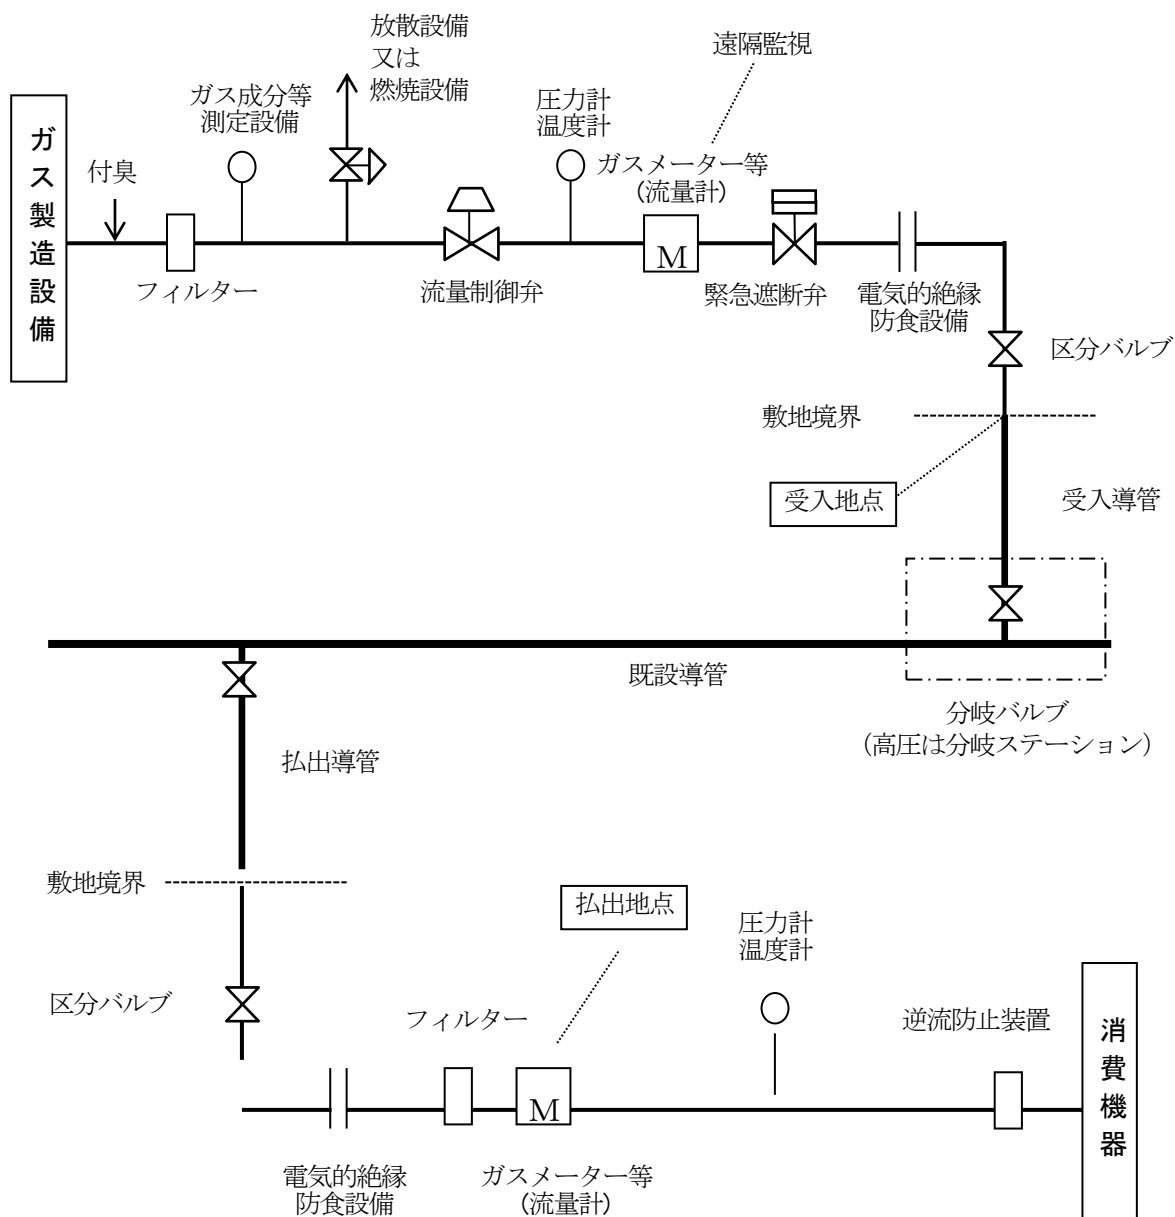 放散設備
又は
燃焼設備
遠隔監視
ガス成分等
測定設備
圧力計
温度計
ガス製造設備
付臭
ガスメーター等
(流量計)
M
フィルター
流量制御弁
緊急遮断弁
電気的絶縁
防食設備
区分バルブ
敷地境界
受入地点
受入導管
既設導管
分岐バルブ
(高圧は分岐ステーション)
払出導管
敷地境界
払出地点
圧力計
温度計
区分バルブ
フィルター
逆流防止装置
消費機器
M
電気的絶縁
防食設備
ガスメーター等
(流量計)